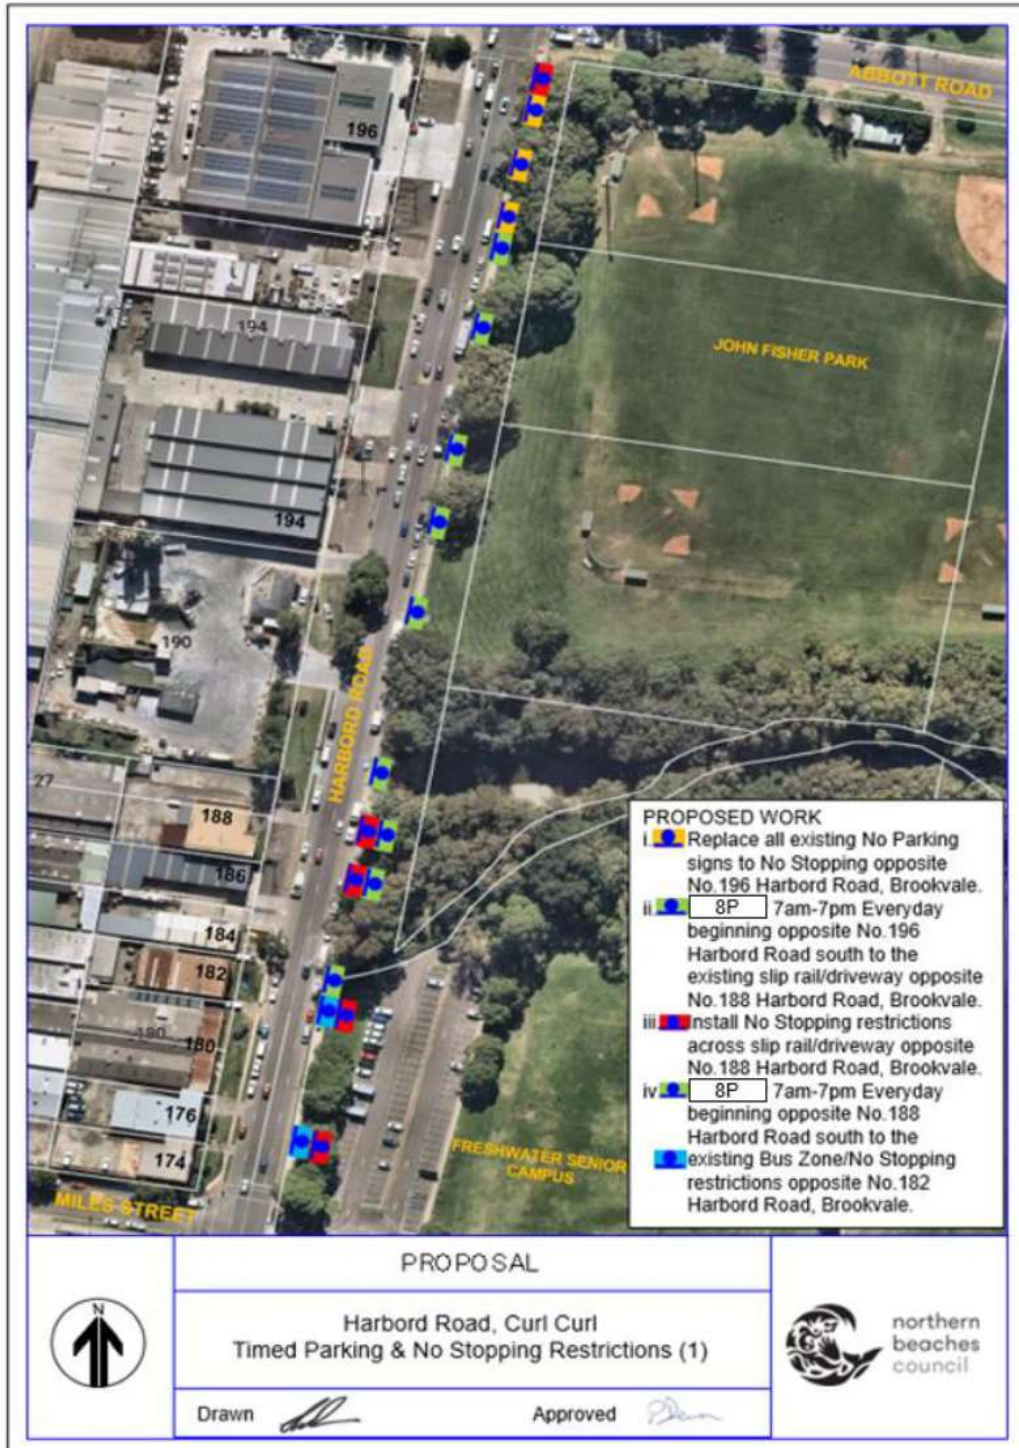 ABBOTT ROAD
196
194
JOHN FISHER PARK
194
190
HARBORD ROAD
27
188
186
184
182
180
180
176
174
MILES STREET
FRESHWATER SENIOR
CAMPUS
PROPOSED WORK
i. Replace all existing No Parking
signs to No Stopping opposite
No.196 Harbord Road, Brookvale.
ii 8P 7am-7pm Everyday
beginning opposite No.196
Harbord Road south to the
existing slip rail/driveway opposite
No.188 Harbord Road, Brookvale.
iii Install No Stopping restrictions
across slip rail/driveway opposite
No.188 Harbord Road, Brookvale.
iv 8P 7am-7pm Everyday
beginning opposite No.188
Harbord Road south to the
existing Bus Zone/No Stopping
restrictions opposite No.182
Harbord Road, Brookvale.
N
PROPOSAL
Harbord Road, Curl Curl
Timed Parking & No Stopping Restrictions (1)
Drawn Approved
northern
beaches
council